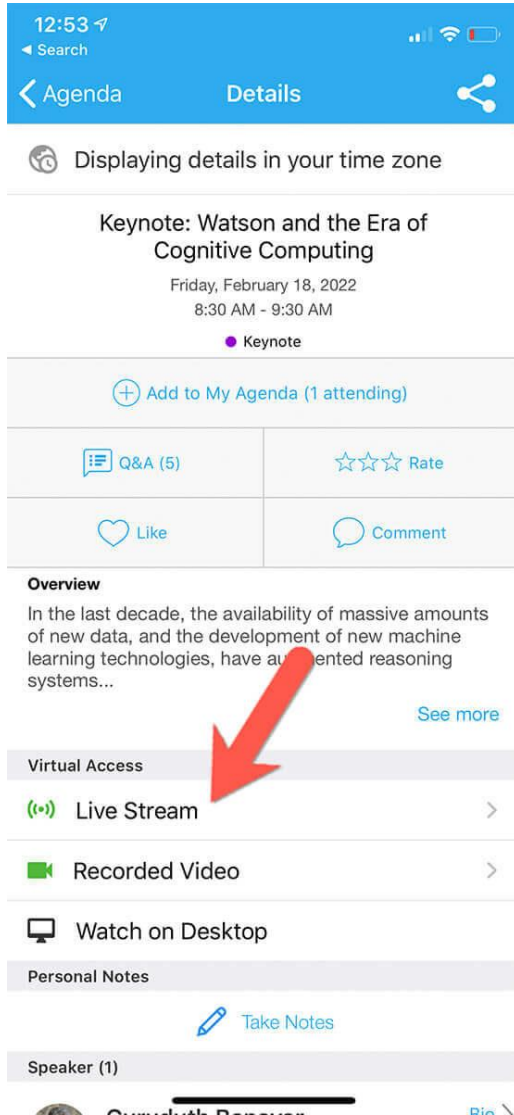 12:53
Search
Agenda
Details
Displaying details in your time zone
Keynote: Watson and the Era of
Cognitive Computing
Friday, February 18, 2022
8:30 AM - 9:30 AM
Keynote
Add to My Agenda (1 attending)
Q&A (5)
Rate
Like
Comment
Overview
In the last decade, the availability of massive amounts
of new data, and the development of new machine
learning technologies, have augmented reasoning
systems...
See more
Virtual Access
Live Stream
Recorded Video
Watch on Desktop
Personal Notes
Take Notes
Speaker (1)
Bio